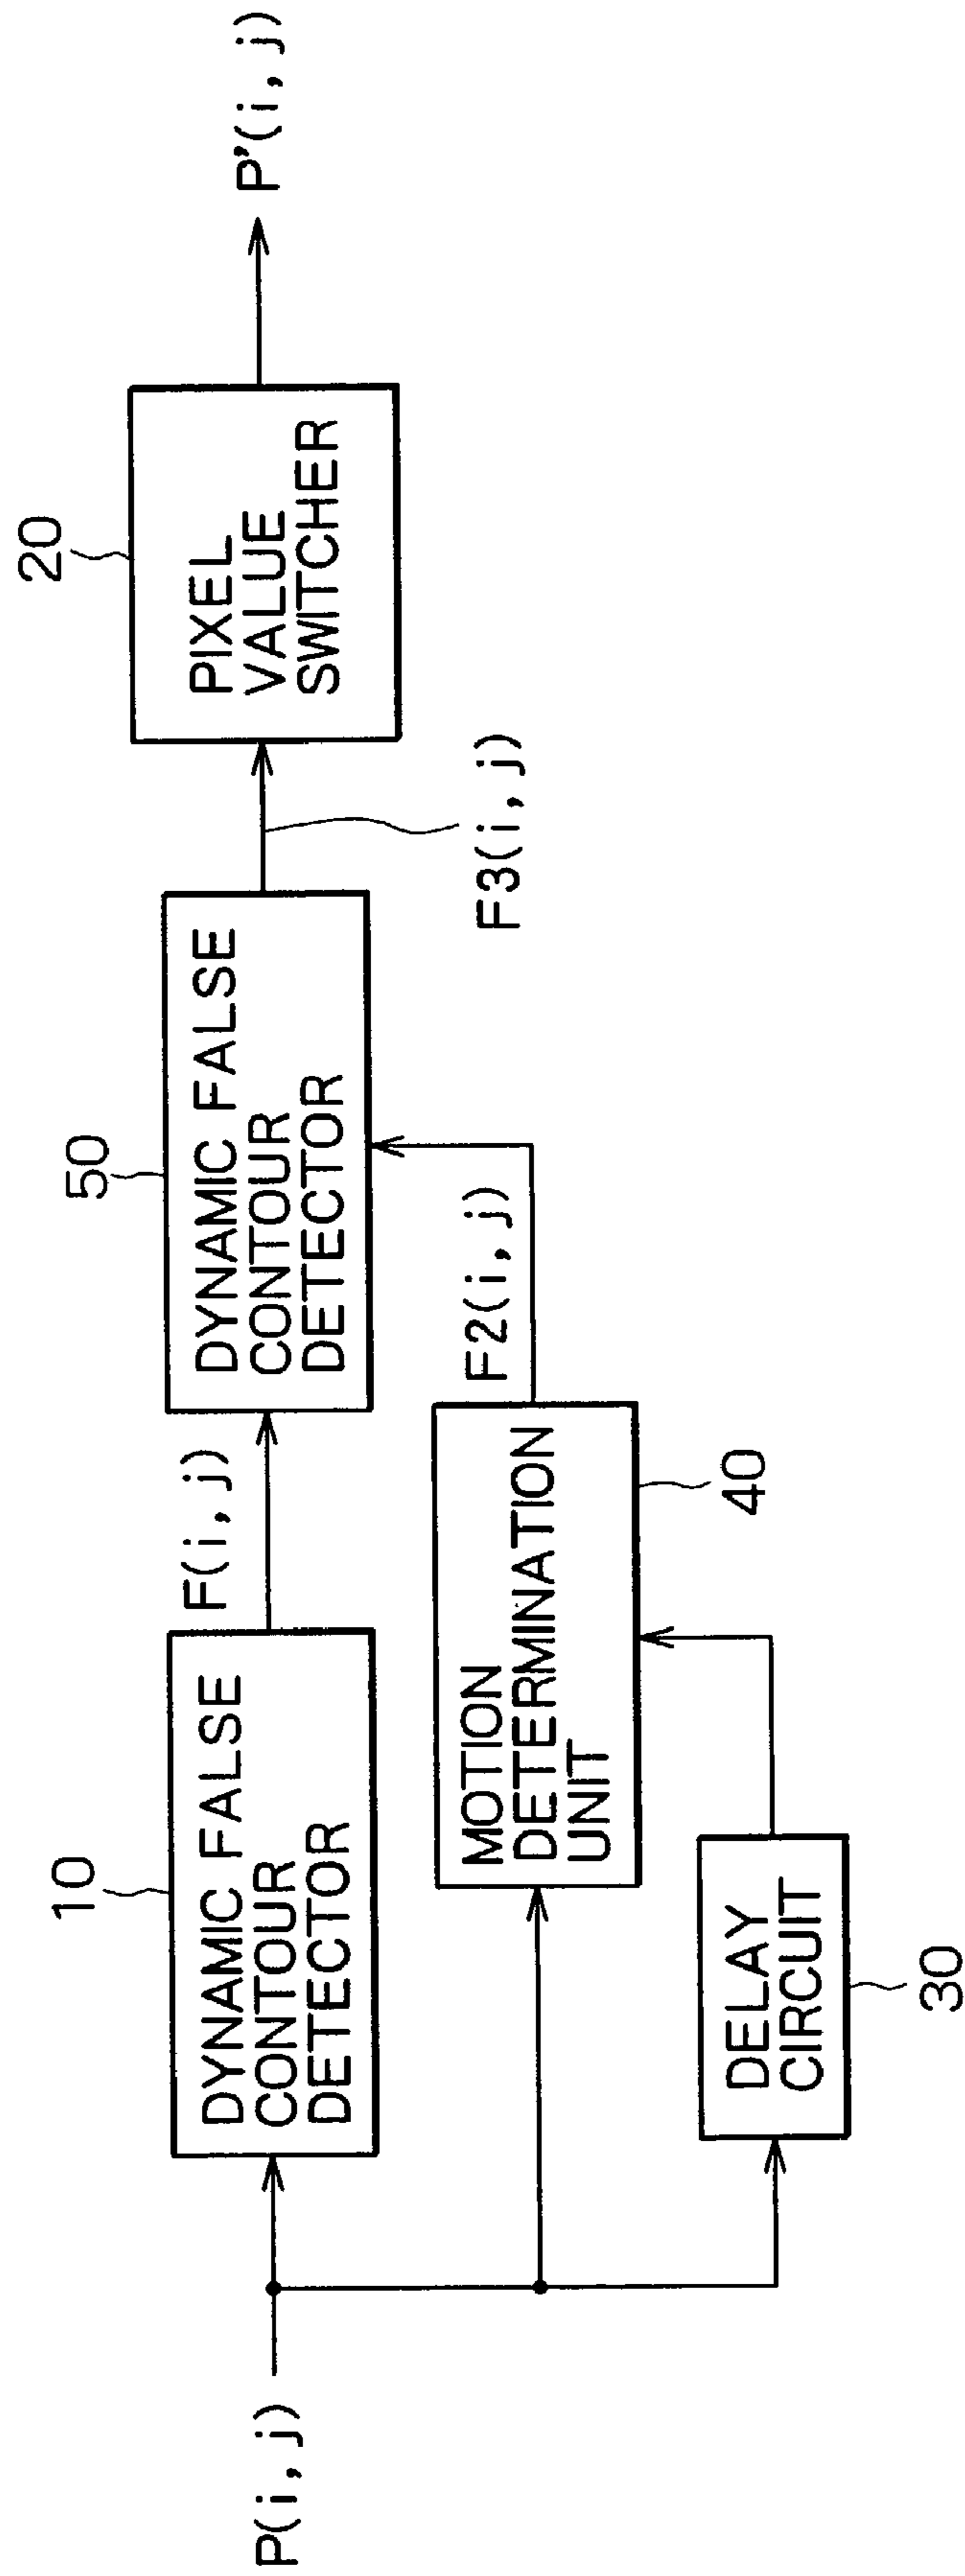 P(i,j)
10
DYNAMIC FALSE
CONTOUR
DETECTOR
F(i,j)
50
DYNAMIC FALSE
CONTOUR
DETECTOR
F3(i,j)
20
PIXEL
VALUE
SWITCHER
P'(i,j)
MOTION
DETERMINATION
UNIT
40
F2(i,j)
DELAY
CIRCUIT
30